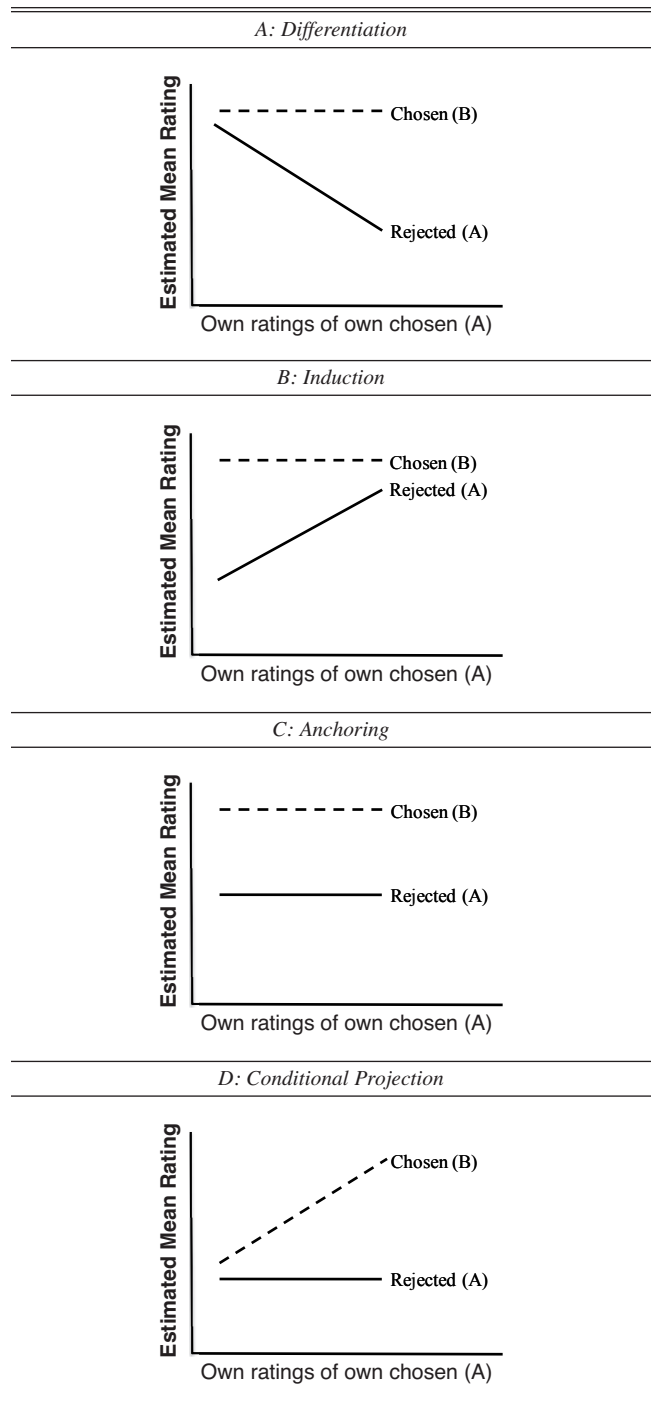 A: Differentiation
Estimated Mean Rating
Chosen (B)
Rejected (A)
Own ratings of own chosen (A)
B: Induction
Estimated Mean Rating
Chosen (B)
Rejected (A)
Own ratings of own chosen (A)
C: Anchoring
Estimated Mean Rating
Chosen (B)
Rejected (A)
Own ratings of own chosen (A)
D: Conditional Projection
Estimated Mean Rating
Chosen (B)
Rejected (A)
Own ratings of own chosen (A)